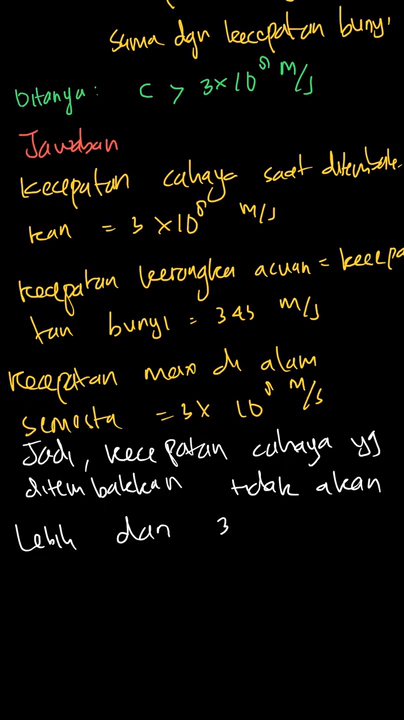 sama dgn kecepatan bunyi
Ditanya: C > 3×10⁸ m/s
Jawaban
Kecepatan cahaya saat ditembak
kan = 3×10⁸ m/s
Kecepatan kerangka acuan = kecepa
tan bunyi = 343 m/s
Kecepatan max di alam
semesta = 3× 10⁸ m/s
Jadi, kecepatan cahaya yg
ditembakkan tidak akan
lebih dari 3